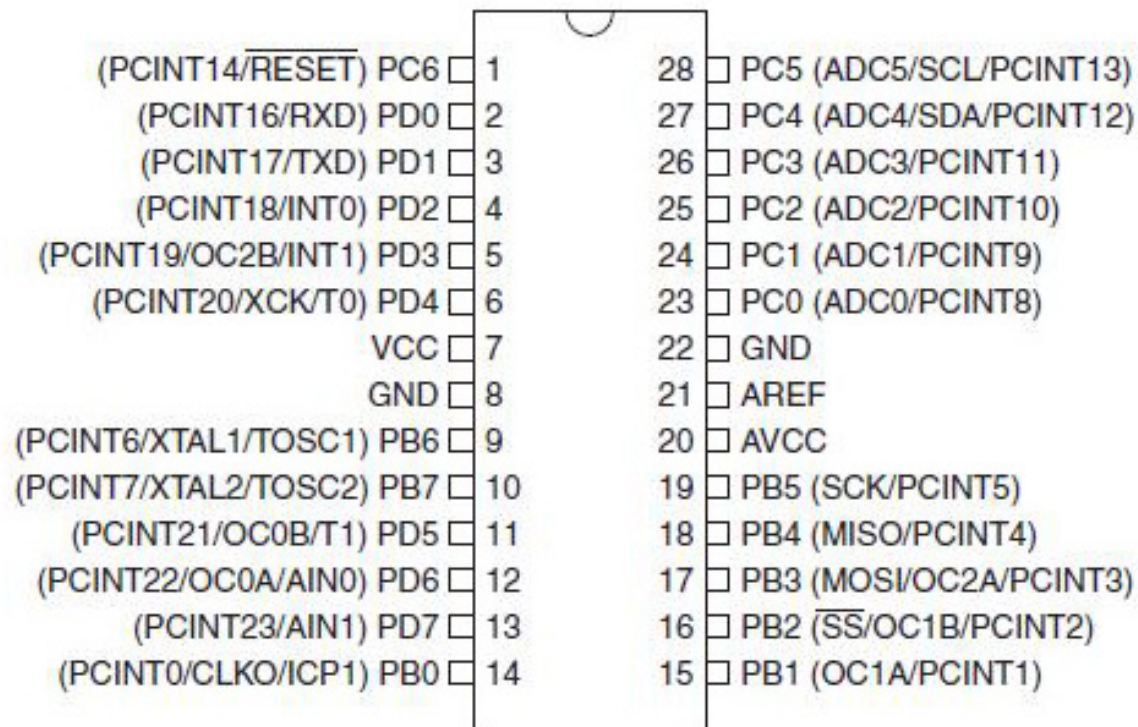 (PCINT14/RESET) PC6 1
(PCINT16/RXD) PD0 2
(PCINT17/TXD) PD1 3
(PCINT18/INT0) PD2 4
(PCINT19/OC2B/INT1) PD3 5
(PCINT20/XCK/T0) PD4 6
VCC 7
GND 8
(PCINT6/XTAL1/TOSC1) PB6 9
(PCINT7/XTAL2/TOSC2) PB7 10
(PCINT21/OC0B/T1) PD5 11
(PCINT22/OC0A/AIN0) PD6 12
(PCINT23/AIN1) PD7 13
(PCINT0/CLKO/ICP1) PB0 14
28 PC5 (ADC5/SCL/PCINT13)
27 PC4 (ADC4/SDA/PCINT12)
26 PC3 (ADC3/PCINT11)
25 PC2 (ADC2/PCINT10)
24 PC1 (ADC1/PCINT9)
23 PC0 (ADC0/PCINT8)
22 GND
21 AREF
20 AVCC
19 PB5 (SCK/PCINT5)
18 PB4 (MISO/PCINT4)
17 PB3 (MOSI/OC2A/PCINT3)
16 PB2 (SS/OC1B/PCINT2)
15 PB1 (OC1A/PCINT1)